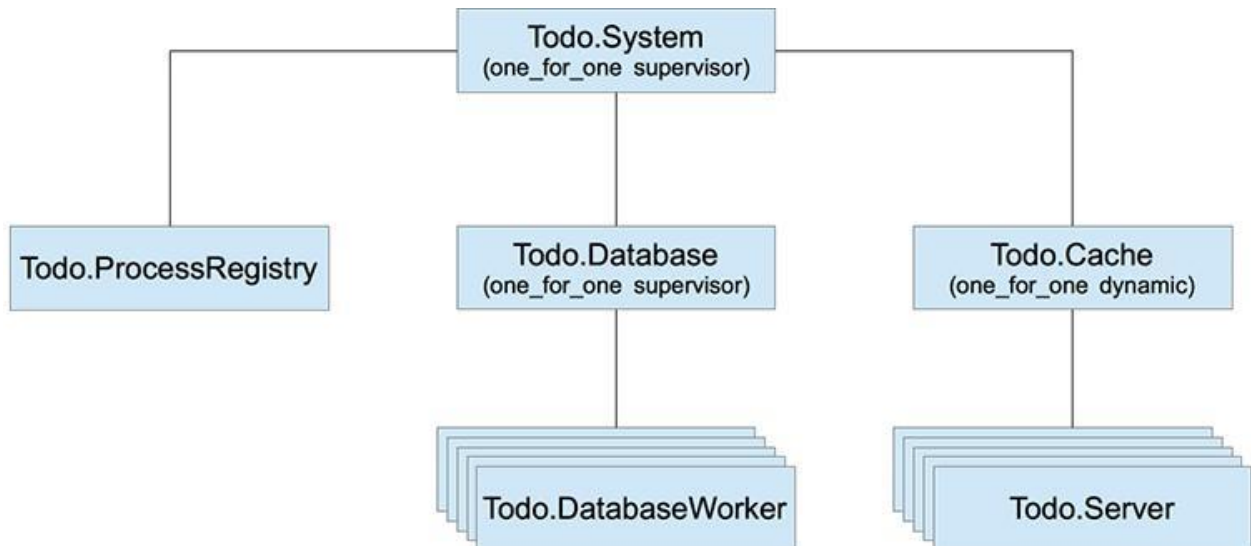 Todo.System
(one_for_one supervisor)
Todo.ProcessRegistry
Todo.Database
(one_for_one supervisor)
Todo.Cache
(one_for_one dynamic)
Todo.DatabaseWorker
Todo.Server